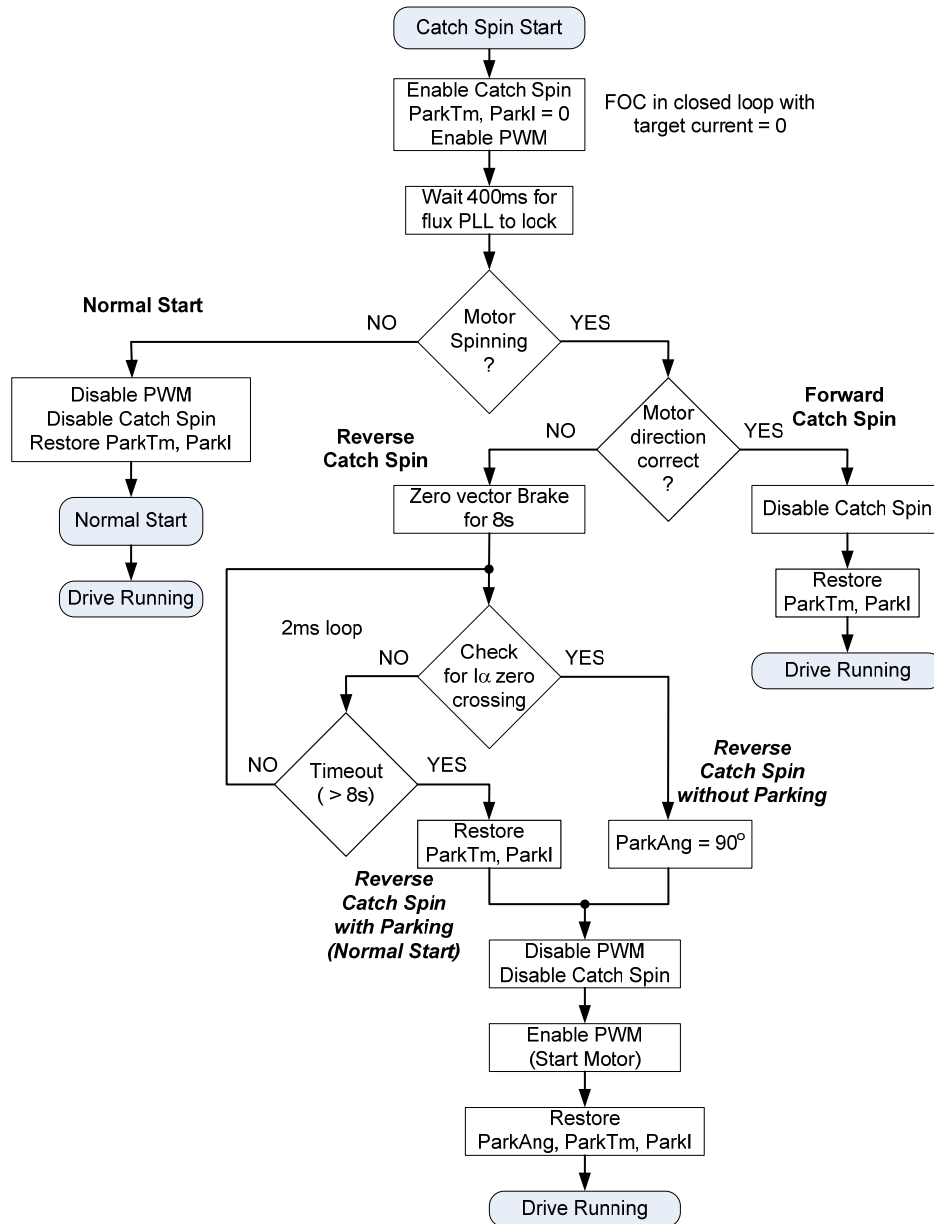 Catch Spin Start
Enable Catch Spin
ParkTm, ParkI = 0
Enable PWM
FOC in closed loop with
target current = 0
Wait 400ms for
flux PLL to lock
Normal Start
NO
Motor
Spinning
?
YES
Disable PWM
Disable Catch Spin
Restore ParkTm, ParkI
Normal Start
Drive Running
Reverse
Catch Spin
NO
Motor
direction
correct
?
YES
Forward
Catch Spin
Zero vector Brake
for 8s
Disable Catch Spin
Restore
ParkTm, ParkI
Drive Running
2ms loop
NO
Check
for Iα zero
crossing
YES
NO
Timeout
( > 8s)
YES
Reverse
Catch Spin
without Parking
Restore
ParkTm, ParkI
ParkAng = 90°
Reverse
Catch Spin
with Parking
(Normal Start)
Disable PWM
Disable Catch Spin
Enable PWM
(Start Motor)
Restore
ParkAng, ParkTm, ParkI
Drive Running